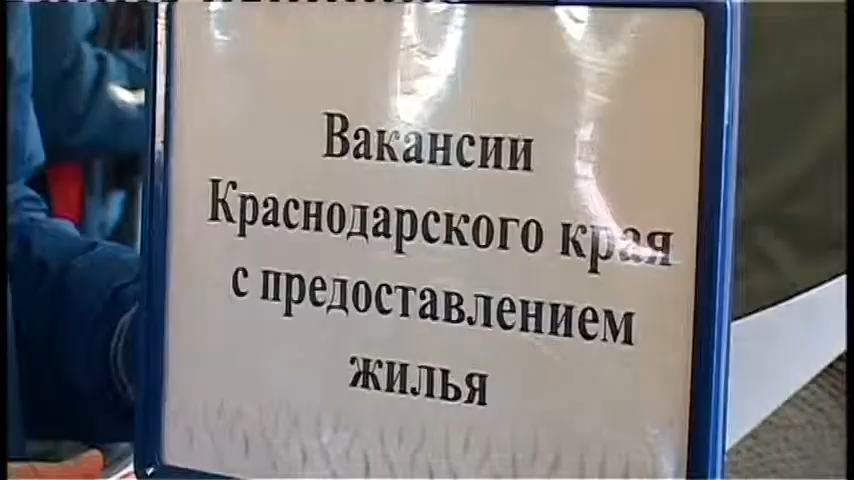 Вакансии
Краснодарского края
с предоставлением
жилья